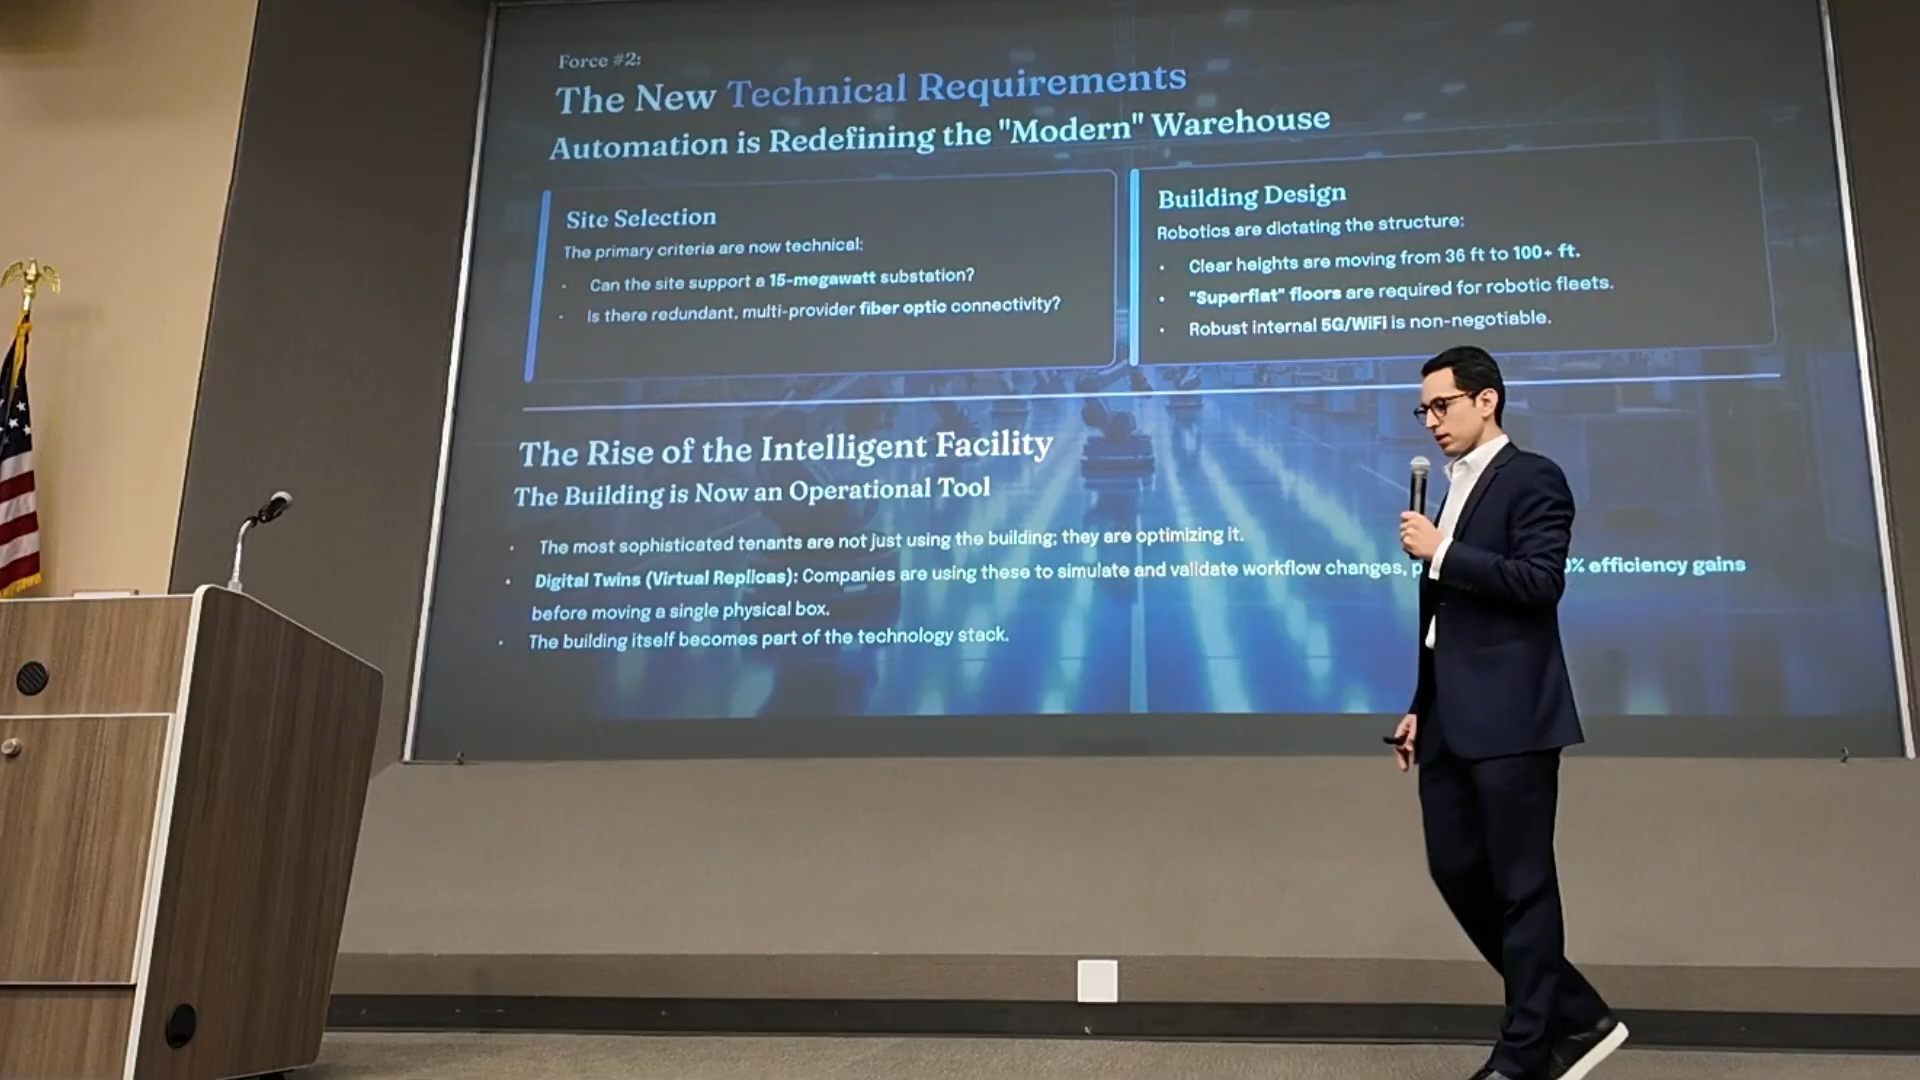 Force #2:
The New Technical Requirements
Automation is Redefining the "Modern" Warehouse
Site Selection
The primary criteria are now technical:
• Can the site support a 15-megawatt substation?
• Is there redundant, multi-provider fiber optic connectivity?
Building Design
Robotics are dictating the structure:
• Clear heights are moving from 36 ft to 100+ ft.
• "Superflat" floors are required for robotic fleets.
• Robust internal 5G/WiFi is non-negotiable.
The Rise of the Intelligent Facility
The Building is Now an Operational Tool
• The most sophisticated tenants are not just using the building; they are optimizing it.
• Digital Twins (Virtual Replicas): Companies are using these to simulate and validate workflow changes, 0% efficiency gains
before moving a single physical box.
• The building itself becomes part of the technology stack.